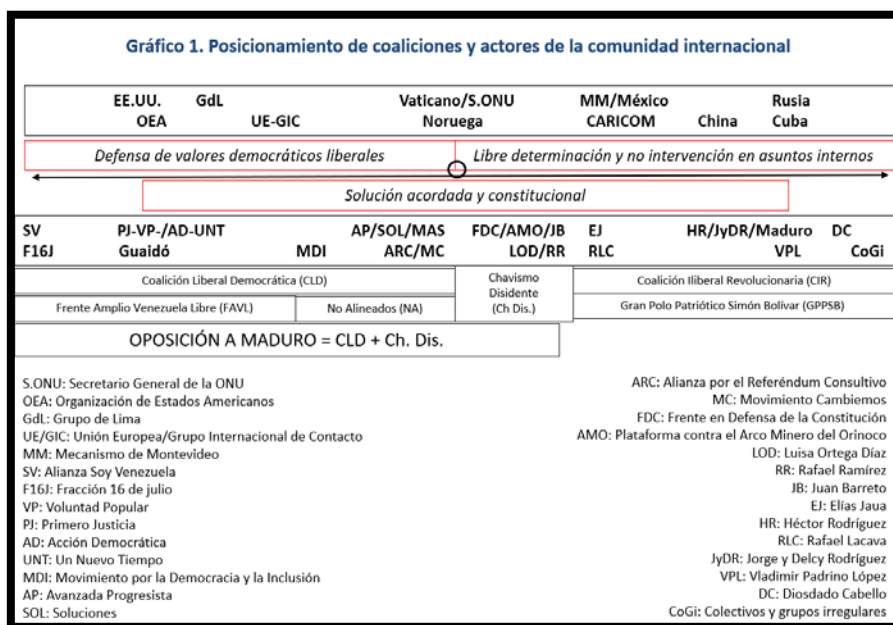 Gráfico 1. Posicionamiento de coaliciones y actores de la comunidad internacional
EE.UU. GdL Vaticano/S.ONU MM/México Rusia
OEA UE-GIC Noruega CARICOM China Cuba
Defensa de valores democráticos liberales Libre determinación y no intervención en asuntos internos
Solución acordada y constitucional
SV PJ-VP-/AD-UNT AP/SOL/MAS FDC/AMO/JB EJ HR/JyDR/Maduro DC
F16J Guaidó MDI ARC/MC LOD/RR RLC VPL CoGi
Coalición Liberal Democrática (CLD)
Frente Amplio Venezuela Libre (FAVL) No Alineados (NA)
Chavismo
Disidente
(Ch Dis.)
Coalición Iliberal Revolucionaria (CIR)
Gran Polo Patriótico Simón Bolívar (GPPSB)
OPOSICIÓN A MADURO = CLD + Ch. Dis.
S.ONU: Secretario General de la ONU
OEA: Organización de Estados Americanos
GdL: Grupo de Lima
UE/GIC: Unión Europea/Grupo Internacional de Contacto
MM: Mecanismo de Montevideo
SV: Alianza Soy Venezuela
F16J: Fracción 16 de julio
VP: Voluntad Popular
PJ: Primero Justicia
AD: Acción Democrática
UNT: Un Nuevo Tiempo
MDI: Movimiento por la Democracia y la Inclusión
AP: Avanzada Progresista
SOL: Soluciones
ARC: Alianza por el Referéndum Consultivo
MC: Movimiento Cambiemos
FDC: Frente en Defensa de la Constitución
AMO: Plataforma contra el Arco Minero del Orinoco
LOD: Luisa Ortega Díaz
RR: Rafael Ramírez
JB: Juan Barreto
EJ: Elías Jaua
HR: Héctor Rodríguez
RLC: Rafael Lacava
JyDR: Jorge y Delcy Rodríguez
VPL: Vladimir Padrino López
DC: Diosdado Cabello
CoGi: Colectivos y grupos irregulares